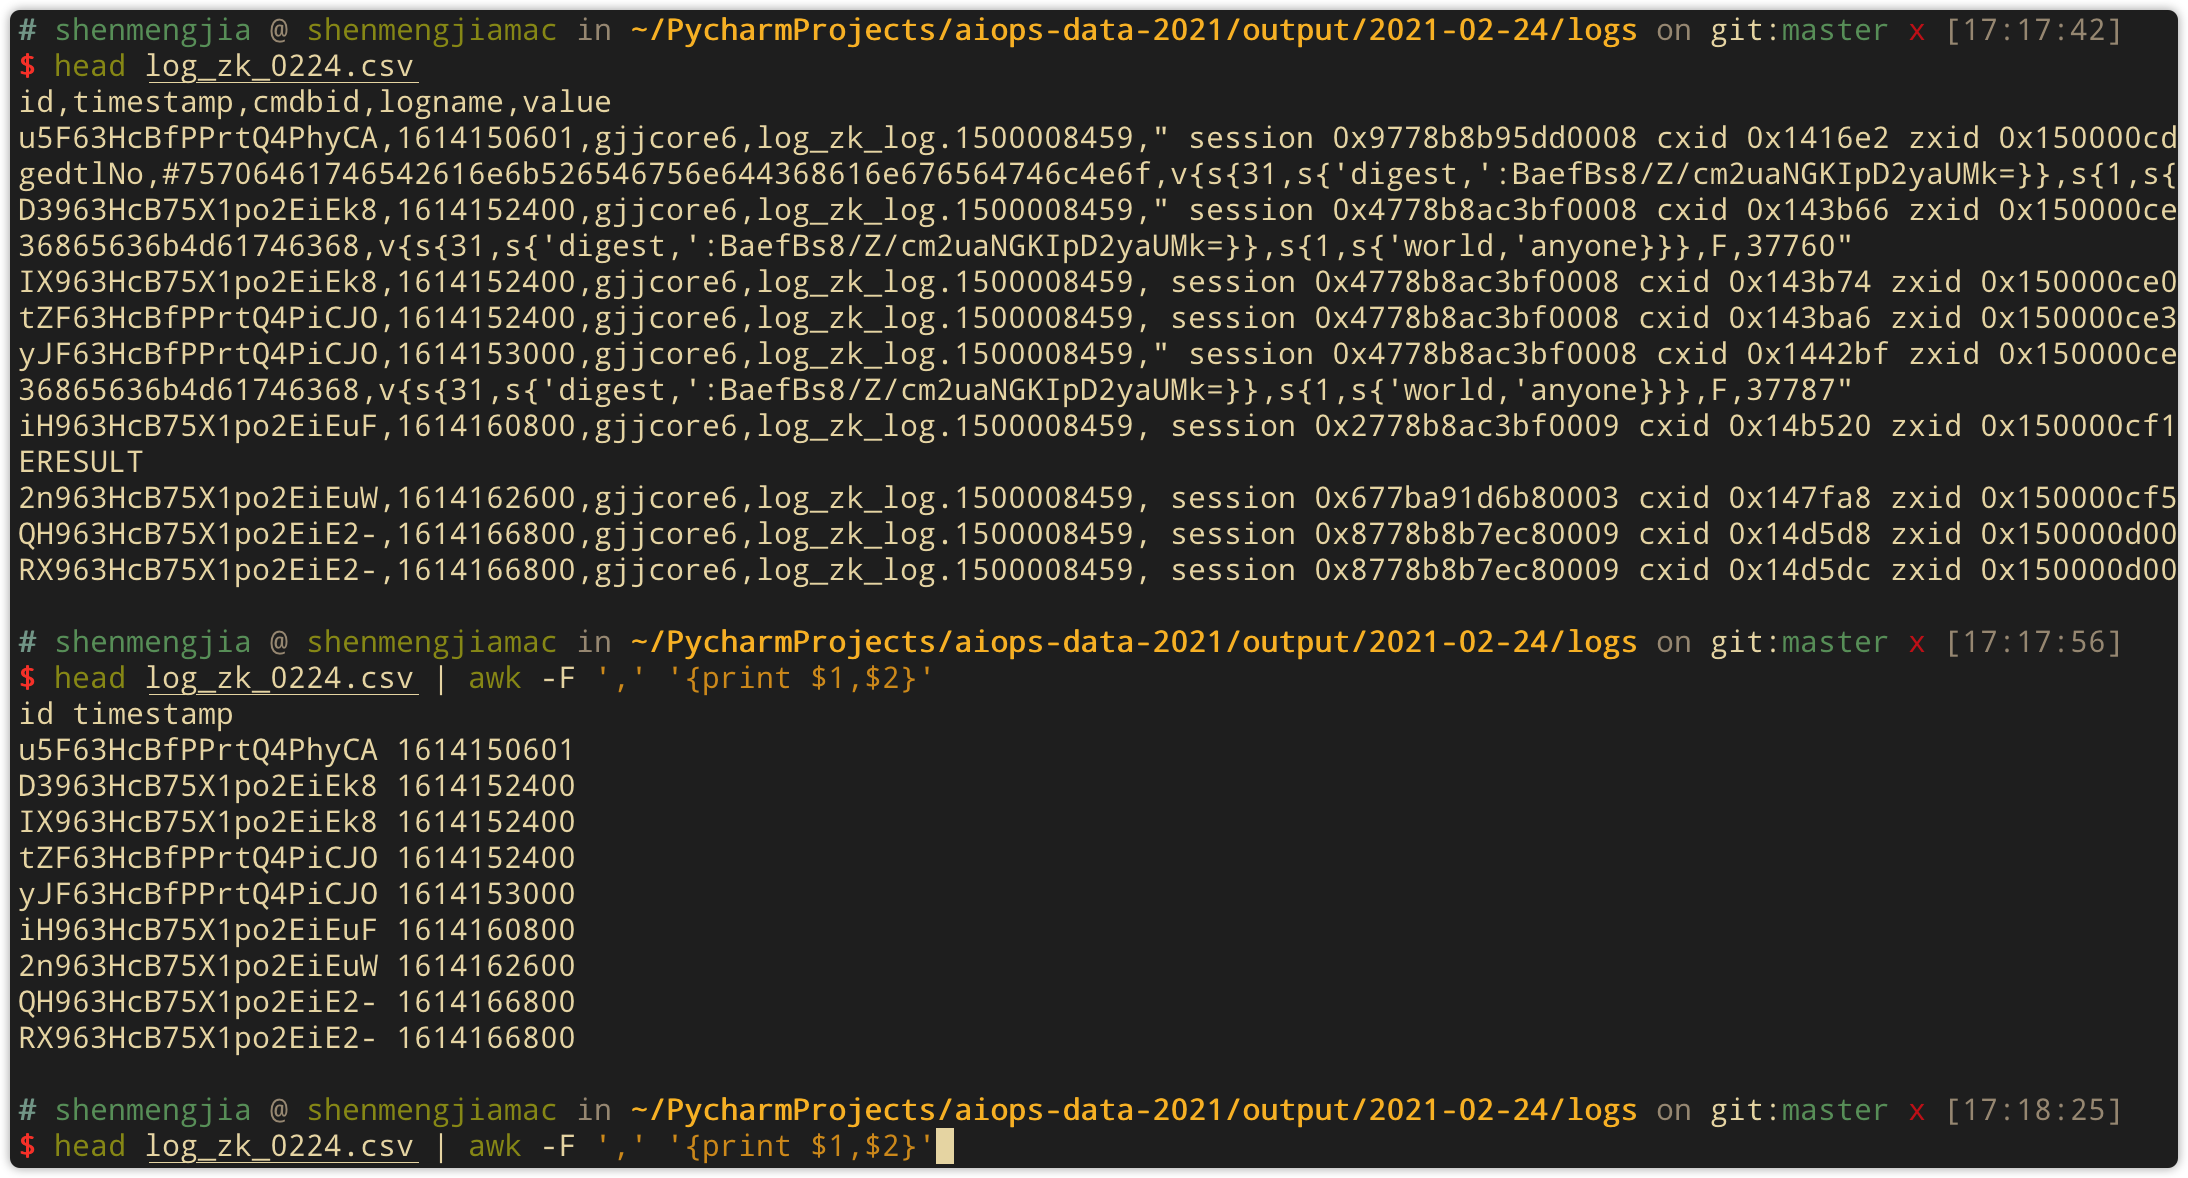 # shenmengjia @ shenmengjiamac in ~/PycharmProjects/aiops-data-2021/output/2021-02-24/logs on git:master x [17:17:42]
$ head log_zk_0224.csv
id,timestamp,cmdbid,logname,value
u5F63HcBfPPrtQ4PhyCA,1614150601,gjjcore6,log_zk_log.1500008459," session 0x9778b8b95dd0008 cxid 0x1416e2 zxid 0x150000cd
gedtlNo,#757064617465426 16e6b526546756e644368616e676564746c4e6f,v{s{31,s{'digest,':BaefBs8/Z/cm2uaNGKIpD2yaUMk=}},s{1,s{
D3963HcB75X1po2EiEk8,1614152400,gjjcore6,log_zk_log.1500008459," session 0x4778b8ac3bf0008 cxid 0x143b66 zxid 0x150000ce
36865636b4d61746368,v{s{31,s{'digest,':BaefBs8/Z/cm2uaNGKIpD2yaUMk=}},s{1,s{'world,'anyone}}},F,37760"
IX963HcB75X1po2EiEk8,1614152400,gjjcore6,log_zk_log.1500008459, session 0x4778b8ac3bf0008 cxid 0x143b74 zxid 0x150000ce0
tZF63HcBfPPrtQ4PiCJO,1614152400,gjjcore6,log_zk_log.1500008459, session 0x4778b8ac3bf0008 cxid 0x143ba6 zxid 0x150000ce3
yJF63HcBfPPrtQ4PiCJO,1614153000,gjjcore6,log_zk_log.1500008459," session 0x4778b8ac3bf0008 cxid 0x1442bf zxid 0x150000ce
36865636b4d61746368,v{s{31,s{'digest,':BaefBs8/Z/cm2uaNGKIpD2yaUMk=}},s{1,s{'world,'anyone}}},F,37787"
iH963HcB75X1po2EiEuF,1614160800,gjjcore6,log_zk_log.1500008459, session 0x2778b8ac3bf0009 cxid 0x14b520 zxid 0x150000cf1
ERESULT
2n963HcB75X1po2EiEuW,1614162600,gjjcore6,log_zk_log.1500008459, session 0x677ba91d6b80003 cxid 0x147fa8 zxid 0x150000cf5
QH963HcB75X1po2EiE2-,1614166800,gjjcore6,log_zk_log.1500008459, session 0x8778b8b7ec80009 cxid 0x14d5d8 zxid 0x150000d00
RX963HcB75X1po2EiE2-,1614166800,gjjcore6,log_zk_log.1500008459, session 0x8778b8b7ec80009 cxid 0x14d5dc zxid 0x150000d00
# shenmengjia @ shenmengjiamac in ~/PycharmProjects/aiops-data-2021/output/2021-02-24/logs on git:master x [17:17:56]
$ head log_zk_0224.csv | awk -F ',' '{print $1,$2}'
id timestamp
u5F63HcBfPPrtQ4PhyCA 1614150601
D3963HcB75X1po2EiEk8 1614152400
IX963HcB75X1po2EiEk8 1614152400
tZF63HcBfPPrtQ4PiCJO 1614152400
yJF63HcBfPPrtQ4PiCJO 1614153000
iH963HcB75X1po2EiEuF 1614160800
2n963HcB75X1po2EiEuW 1614162600
QH963HcB75X1po2EiE2- 1614166800
RX963HcB75X1po2EiE2- 1614166800
# shenmengjia @ shenmengjiamac in ~/PycharmProjects/aiops-data-2021/output/2021-02-24/logs on git:master x [17:18:25]
$ head log_zk_0224.csv | awk -F ',' '{print $1,$2}'